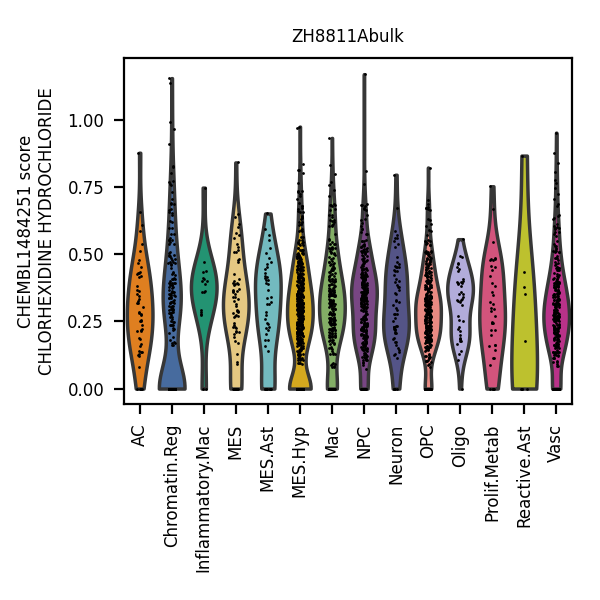 ZH8811Abulk
CHEMBL1484251 score
CHLORHEXIDINE HYDROCHLORIDE
1.00
0.75
0.50
0.25
0.00
AC
Chromatin.Reg
Inflammatory.Mac
MES
MES.Ast
MES.Hyp
Mac
NPC
Neuron
OPC
Oligo
Prolif.Metab
Reactive.Ast
Vasc